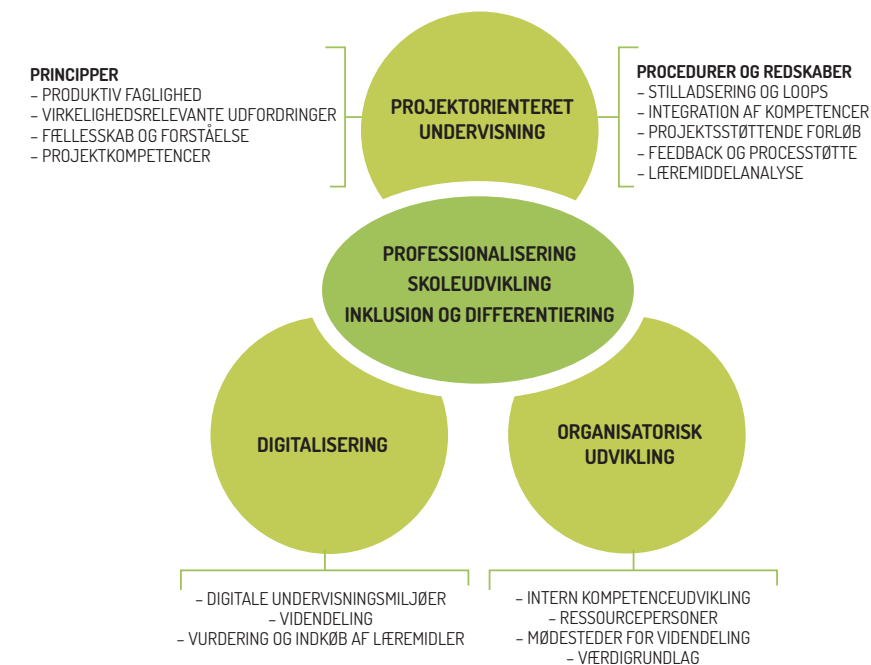 PRINCIPPER
– PRODUKTIV FAGLIGHED
– VIRKELIGHEDSRELEVANTE UDFORDRINGER
– FÆLLESSKAB OG FORSTÅELSE
– PROJEKTKOMPETENCER
PROJEKTORIENTERET
UNDERVISNING
PROCEDURER OG REDSKABER
– STILLADSERING OG LOOPS
– INTEGRATION AF KOMPETENCER
– PROJEKTSSTØTTENDE FORLØB
– FEEDBACK OG PROCESSTØTTE
– LÆREMIDDELANALYSE
PROFESSIONALISERING
SKOLEUDVIKLING
INKLUSION OG DIFFERENTIERING
DIGITALISERING
ORGANISATORISK
UDVIKLING
– DIGITALE UNDERVISNINGSMILJØER
– VIDENDELING
– VURDERING OG INDKØB AF LÆREMIDLER
– INTERN KOMPETENCEUDVIKLING
– RESSOURCEPERSONER
– MØDESTEDER FOR VIDENDELING
– VÆRDIGRUNDLAG